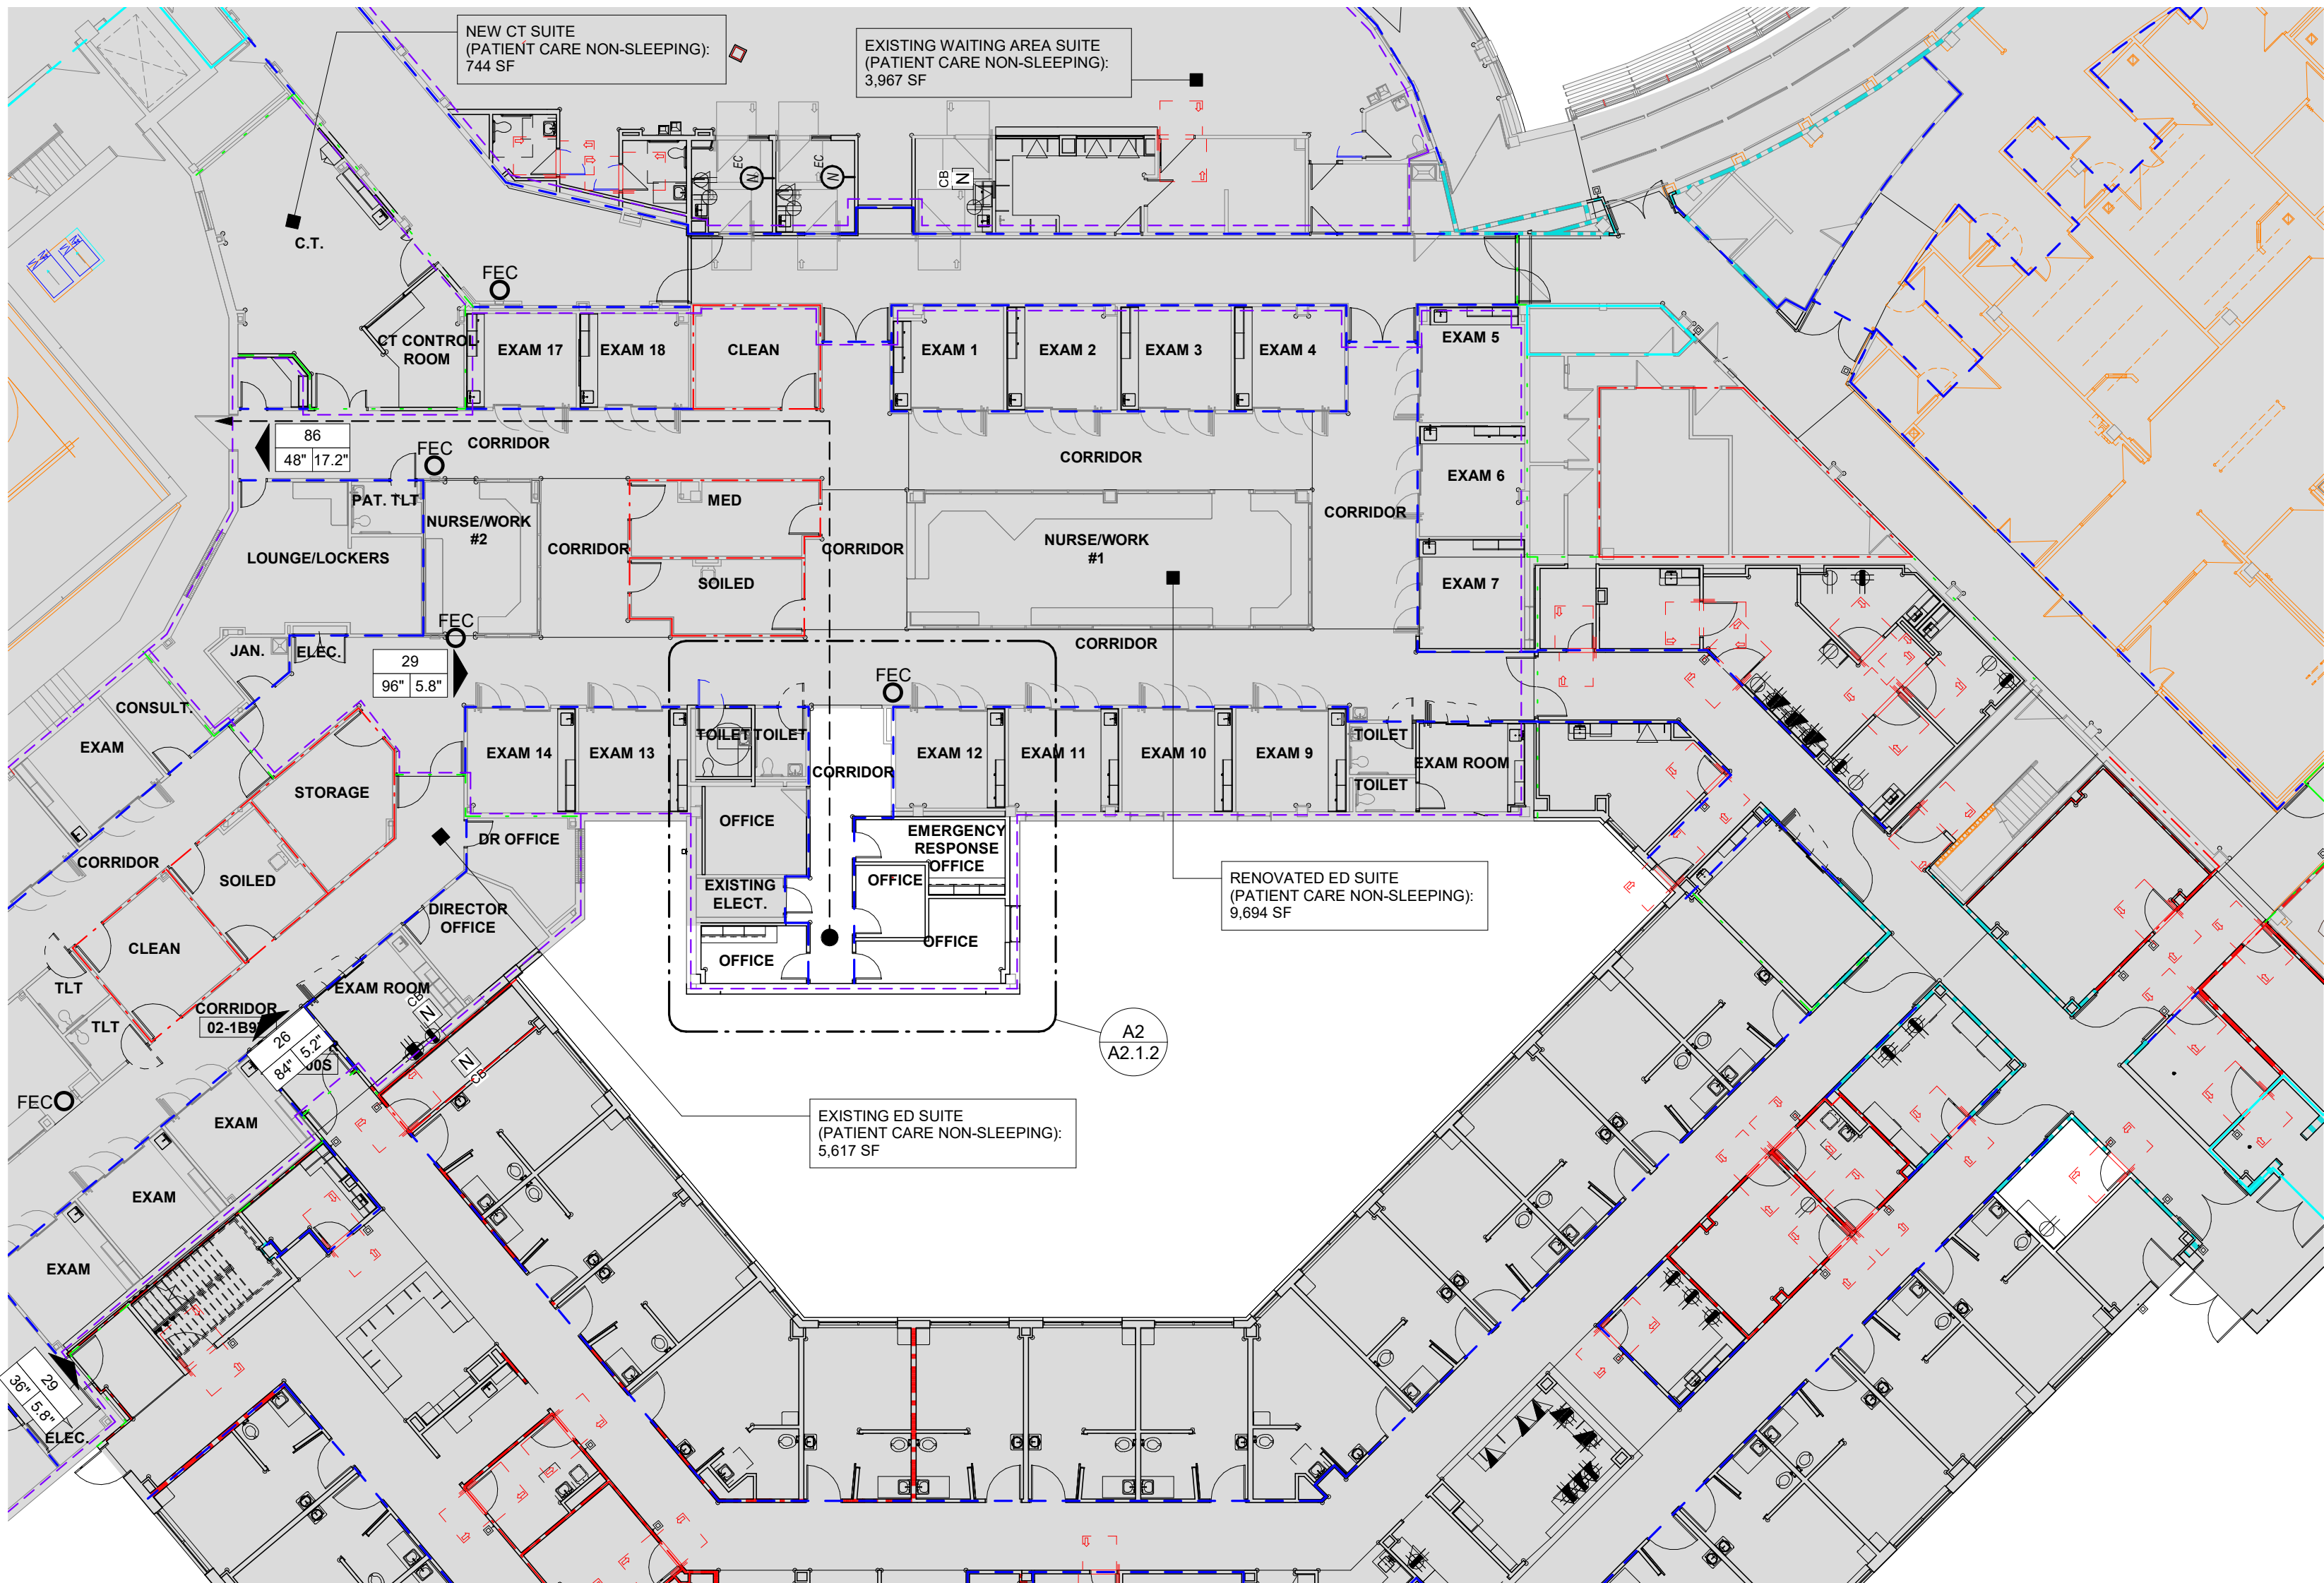 NEW CT SUITE
(PATIENT CARE NON-SLEEPING):
744 SF
EXISTING WAITING AREA SUITE
(PATIENT CARE NON-SLEEPING):
3,967 SF
EC
N
EC
N
CB
N
C.T.
FEC
CT CONTROL
ROOM
EXAM 17
EXAM 18
CLEAN
EXAM 1
EXAM 2
EXAM 3
EXAM 4
EXAM 5
86
48" 17.2"
FEC
CORRIDOR
CORRIDOR
EXAM 6
PAT. TLT
NURSE/WORK
#2
MED
CORRIDOR
LOUNGE/LOCKERS
CORRIDOR
CORRIDOR
NURSE/WORK
#1
SOILED
EXAM 7
FEC
JAN.
ELEC.
CORRIDOR
29
96" 5.8"
FEC
CONSULT.
EXAM
EXAM 14
EXAM 13
TOILET
TOILET
CORRIDOR
EXAM 12
EXAM 11
EXAM 10
EXAM 9
TOILET
TOILET
EXAM ROOM
STORAGE
OFFICE
EMERGENCY
RESPONSE
OFFICE
DR OFFICE
CORRIDOR
SOILED
EXISTING
ELECT.
OFFICE
RENOVATED ED SUITE
(PATIENT CARE NON-SLEEPING):
9,694 SF
DIRECTOR
OFFICE
CLEAN
OFFICE
OFFICE
TLT
EXAM ROOM
CB
N
CORRIDOR
02-1B9
TLT
26
84" 5.2"
00S
N
CB
A2
A2.1.2
FEC
EXAM
EXISTING ED SUITE
(PATIENT CARE NON-SLEEPING):
5,617 SF
EXAM
EXAM
29
36" 5.8"
ELEC.